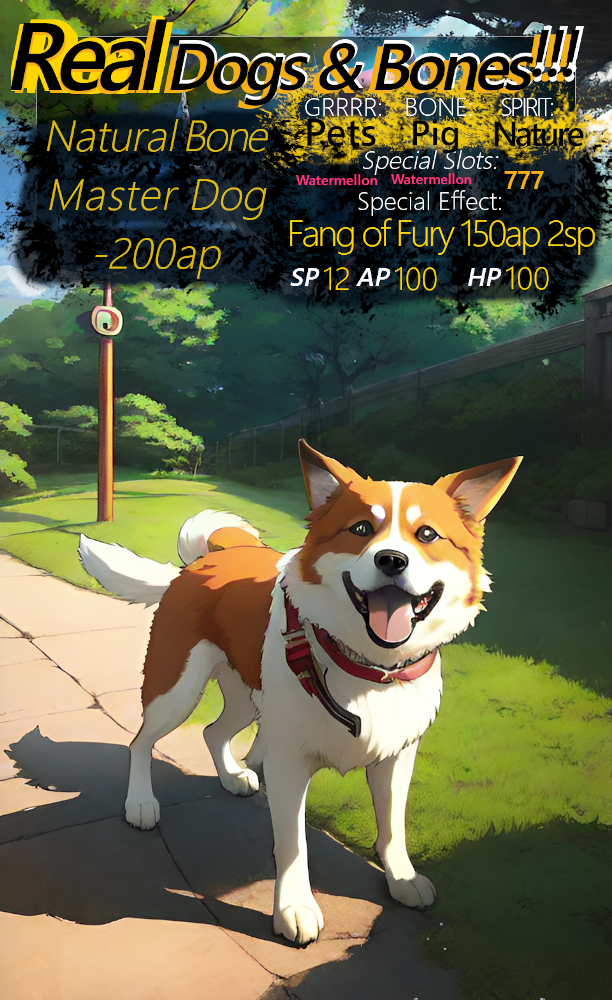 Real Dogs & Bones!!!
GRRRR: BONE: SPIRIT:
Pets Pig Nature
Special Slots:
Watermellon Watermellon 777
Special Effect:
Fang of Fury 150ap 2sp
SP 12 AP 100 HP 100
Natural Bone
Master Dog
-200ap